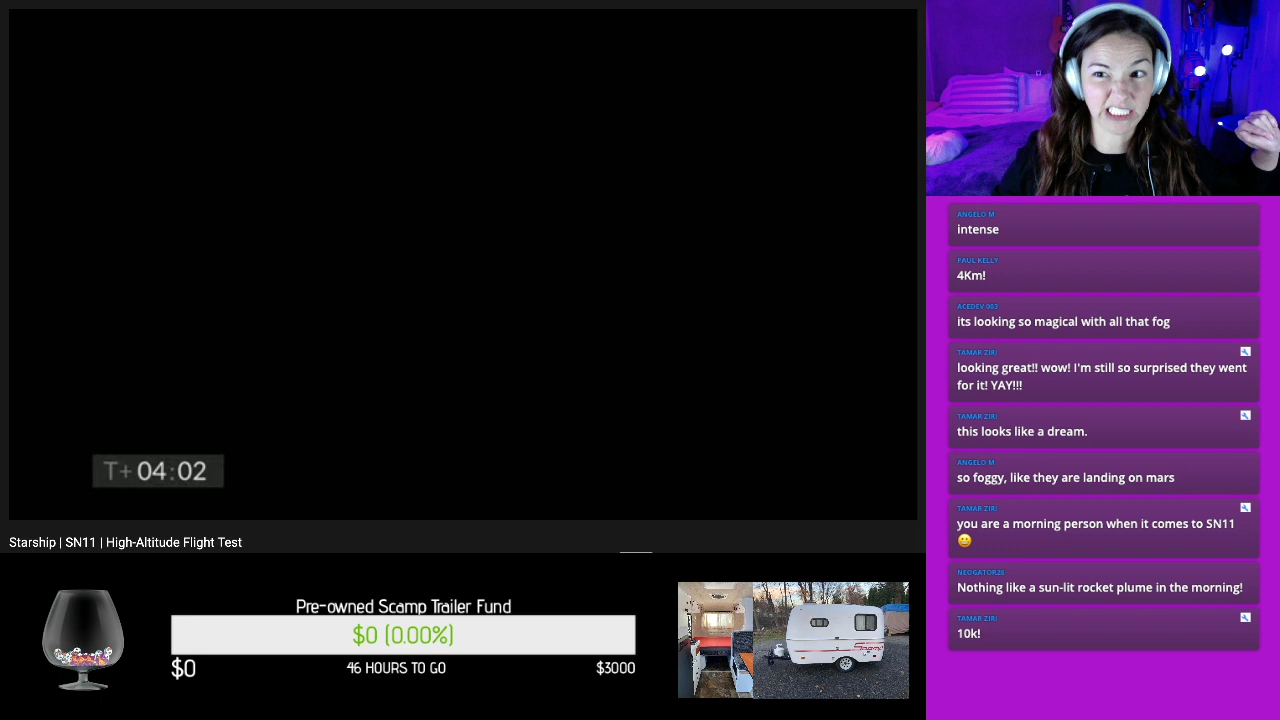 T+ 04:02
Starship | SN11 | High-Altitude Flight Test
Pre-owned Scamp Trailer Fund
$0 (0.00%)
$0
46 HOURS TO GO
$3000
Scamp
ANGELO M
intense
PAUL KELLY
4Km!
ACEDEV 003
its looking so magical with all that fog
TAMAR ZIRI
looking great!! wow! I'm still so surprised they went
for it! YAY!!!
TAMAR ZIRI
this looks like a dream.
ANGELO M
so foggy, like they are landing on mars
TAMAR ZIRI
you are a morning person when it comes to SN11
😀
NEOGATOR26
Nothing like a sun-lit rocket plume in the morning!
TAMAR ZIRI
10k!